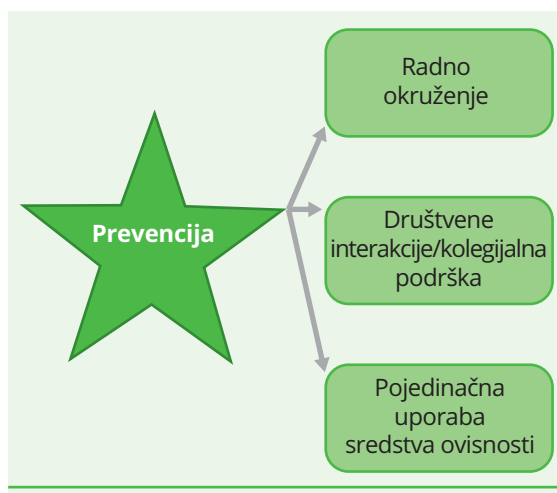 Prevencija
Radno
okruženje
Društvene
interakcije/kolegijalna
podrška
Pojedinačna
uporaba
sredstva ovisnosti